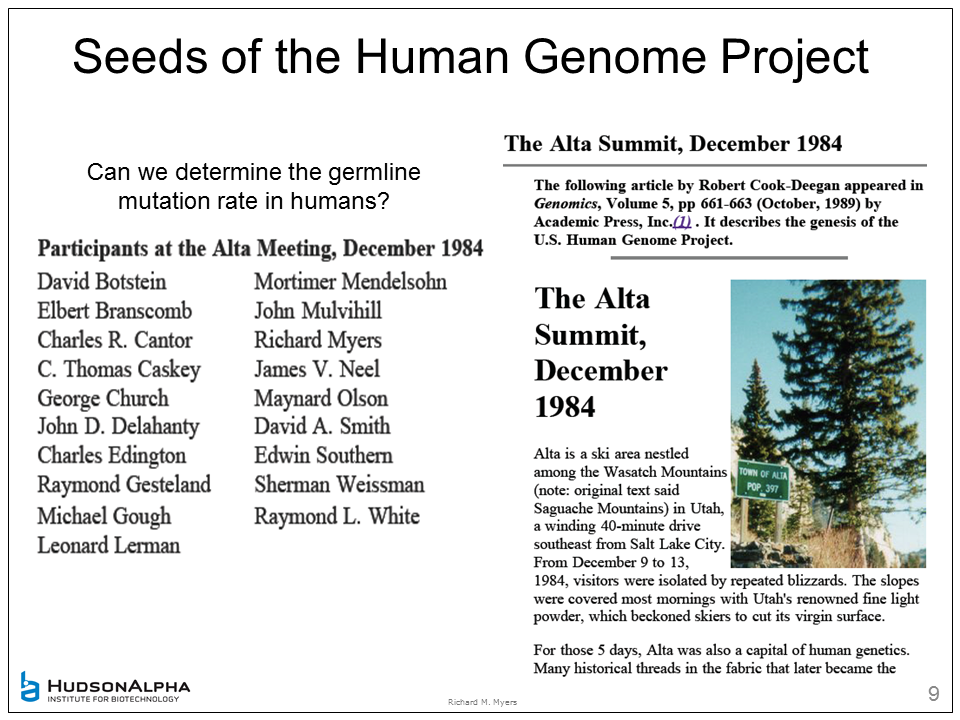 Seeds of the Human Genome Project
Can we determine the germline
mutation rate in humans?
Participants at the Alta Meeting, December 1984
David Botstein
Elbert Branscomb
Charles R. Cantor
C. Thomas Caskey
George Church
John D. Delahanty
Charles Edington
Raymond Gesteland
Michael Gough
Leonard Lerman
Mortimer Mendelsohn
John Mulvihill
Richard Myers
James V. Neel
Maynard Olson
David A. Smith
Edwin Southern
Sherman Weissman
Raymond L. White
The Alta Summit, December 1984
The following article by Robert Cook-Deegan appeared in
Genomics, Volume 5, pp 661-663 (October, 1989) by
Academic Press, Inc.(1) . It describes the genesis of the
U.S. Human Genome Project.
The Alta
Summit,
December
1984
TOWN OF ALTA
POP. 397
Alta is a ski area nestled
among the Wasatch Mountains
(note: original text said
Saguache Mountains) in Utah,
a winding 40-minute drive
southeast from Salt Lake City.
From December 9 to 13,
1984, visitors were isolated by repeated blizzards. The slopes
were covered most mornings with Utah's renowned fine light
powder, which beckoned skiers to cut its virgin surface.
For those 5 days, Alta was also a capital of human genetics.
Many historical threads in the fabric that later became the
HUDSONALPHA
INSTITUTE FOR BIOTECHNOLOGY
Richard M. Myers
9